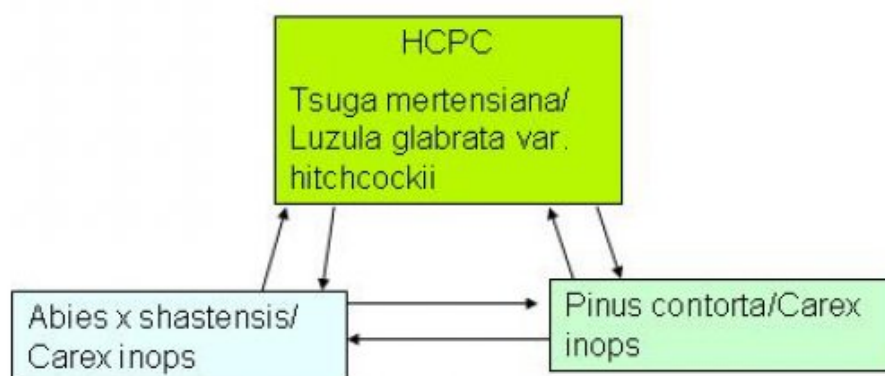 HCPC
Tsuga mertensiana/
Luzula glabrata var.
hitchcockii
Abies x shastensis/
Carex inops
Pinus contorta/Carex
inops